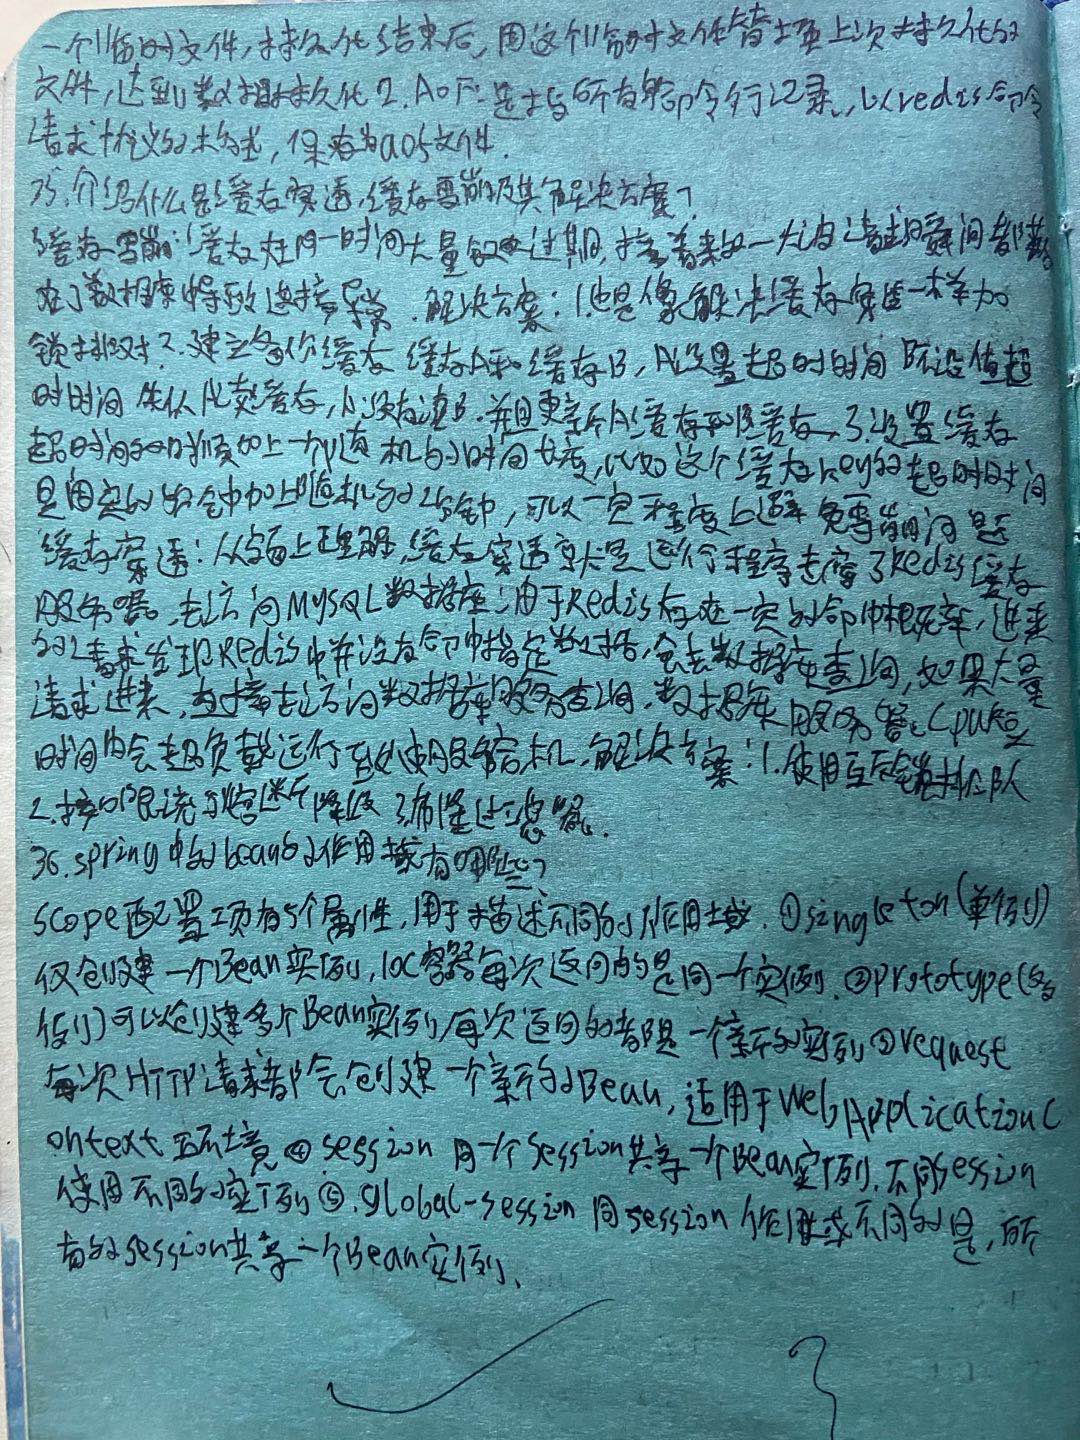 一个临时文件,持久化结束后,用这个临时文件替换上次持久化的
文件,达到数据持久化 2.AOF:是将所有的命令行记录,以redis命令
请求协议的格式,保存为aof文件.
35.介绍什么是缓存穿透,缓存雪崩及其解决方案?
缓存雪崩:缓存在同一时间大量的过期,接着来的一大波请求瞬间都落
在了数据库中导致连接异常.解决方案:1.也是像解决缓存穿透一样加
锁排队 2.建立备份缓存 缓存A和缓存B,A设置超时时间 B不设值超
时时间 先从A读缓存,A没有读B.并且更新A缓存和B缓存,3.设置缓存
超时时间的时候加上一个随机的时间长度,比如这个缓存key的超时时间
是固定的 分钟加上随机的2分钟,可以一定程度上避免雪崩问题
缓存穿透:从字面上理解,缓存穿透就是运行程序 穿了Redis缓存
服务器,去访问MySQL数据库;由于Redis存在一定的命中概率,进来
的请求发现Redis中并没有命中指定数据,会去数据库查询,如果大量
请求进来,直接去访问数据库服务查询,数据库服务器CPU短
时间内会超负载运行 致使服务宕机,解决方案:1.使用互斥锁排队
2.接口限流与熔断降级 3.布隆过滤器.
36.spring中的bean的作用域有哪些?
scope配置项有5个属性,用于描述不同的作用域.①singleton(单例)
仅创建一个Bean实例,IOC容器每次返回的是同一个实例.②prototype(多
例)可以创建多个Bean实例,每次返回的都是一个新的实例③request
每次HTTP请求都会创建一个新的Bean,适用于WebApplicationC
ontext环境④session 同一个session共享一个Bean实例.不同session
使用不同的实例⑤.global-session 同session作用域不同的是,所
有的session共享一个Bean实例.